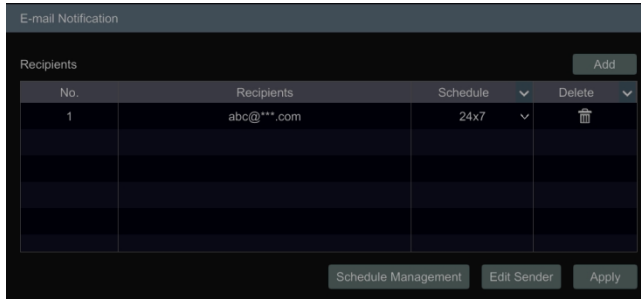 E-mail Notification
Recipients Add
No. Recipients Schedule Delete
1 abc@***.com 24x7
Schedule Management Edit Sender Apply